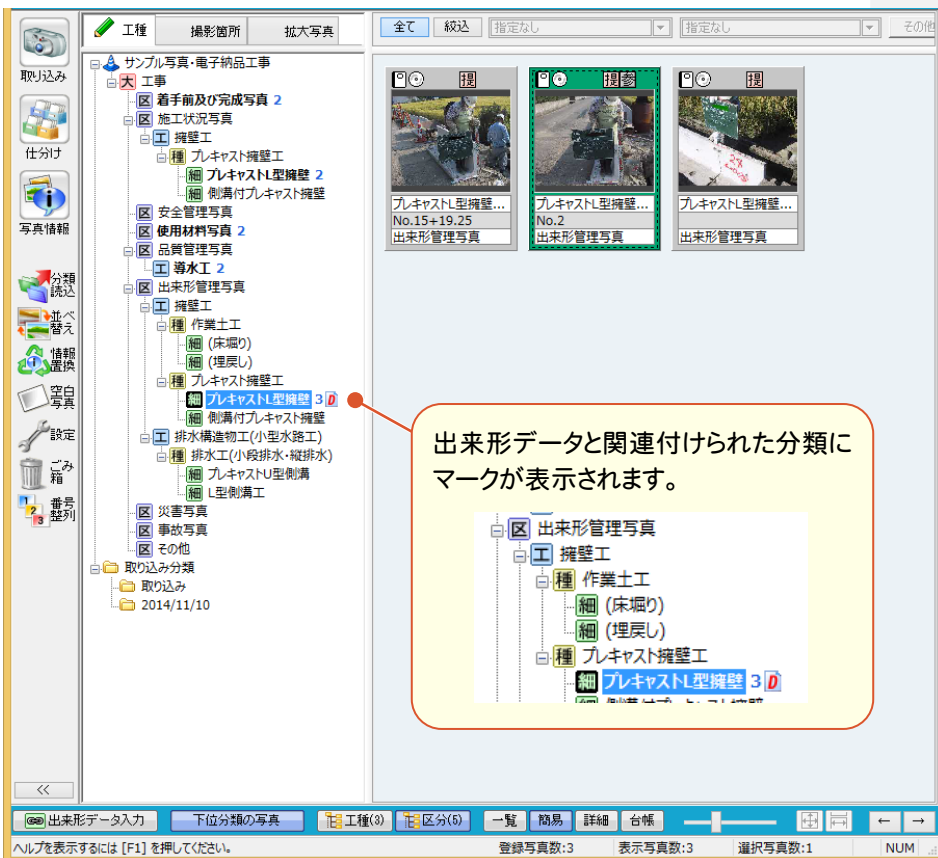 工種
撮影箇所
拡大写真
全て
絞込
指定なし
指定なし
その他
取り込み
仕分け
写真情報
分類
読込
並べ
替え
情報
置換
空白
写真
設定
ごみ
箱
番号
整列
サンプル写真・電子納品工事
大 工事
区 着手前及び完成写真 2
区 施工状況写真
工 擁壁工
種 プレキャスト擁壁工
細 プレキャストL型擁壁 2
細 側溝付プレキャスト擁壁
区 安全管理写真
区 使用材料写真 2
区 品質管理写真
工 導水工 2
区 出来形管理写真
工 擁壁工
種 作業土工
細 (床堀り)
細 (埋戻し)
種 プレキャスト擁壁工
細 プレキャストL型擁壁 3 D
細 側溝付プレキャスト擁壁
工 排水構造物工(小型水路工)
種 排水工(小段排水・縦排水)
細 プレキャストU型側溝
細 L型側溝工
区 災害写真
区 事故写真
区 その他
取り込み分類
取り込み
2014/11/10
提
プレキャストL型擁壁...
No.15+19.25
出来形管理写真
提参
プレキャストL型擁壁...
No.2
出来形管理写真
提
プレキャストL型擁壁...
出来形管理写真
出来形データと関連付けられた分類に
マークが表示されます。
区 出来形管理写真
工 擁壁工
種 作業土工
細 (床堀り)
細 (埋戻し)
種 プレキャスト擁壁工
細 プレキャストL型擁壁 3 D
<<
出来形データ入力
下位分類の写真
工種(3)
区分(5)
一覧
簡易
詳細
台帳
ヘルプを表示するには [F1] を押してください。
登録写真数:3
表示写真数:3
選択写真数:1
NUM